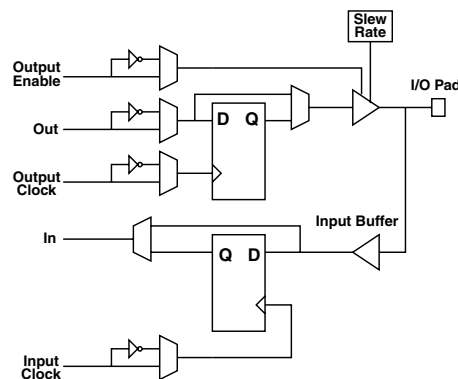 Slew
Rate
Output
Enable
I/O Pad
Out
D Q
Output
Clock
Input Buffer
In
Q D
Input
Clock